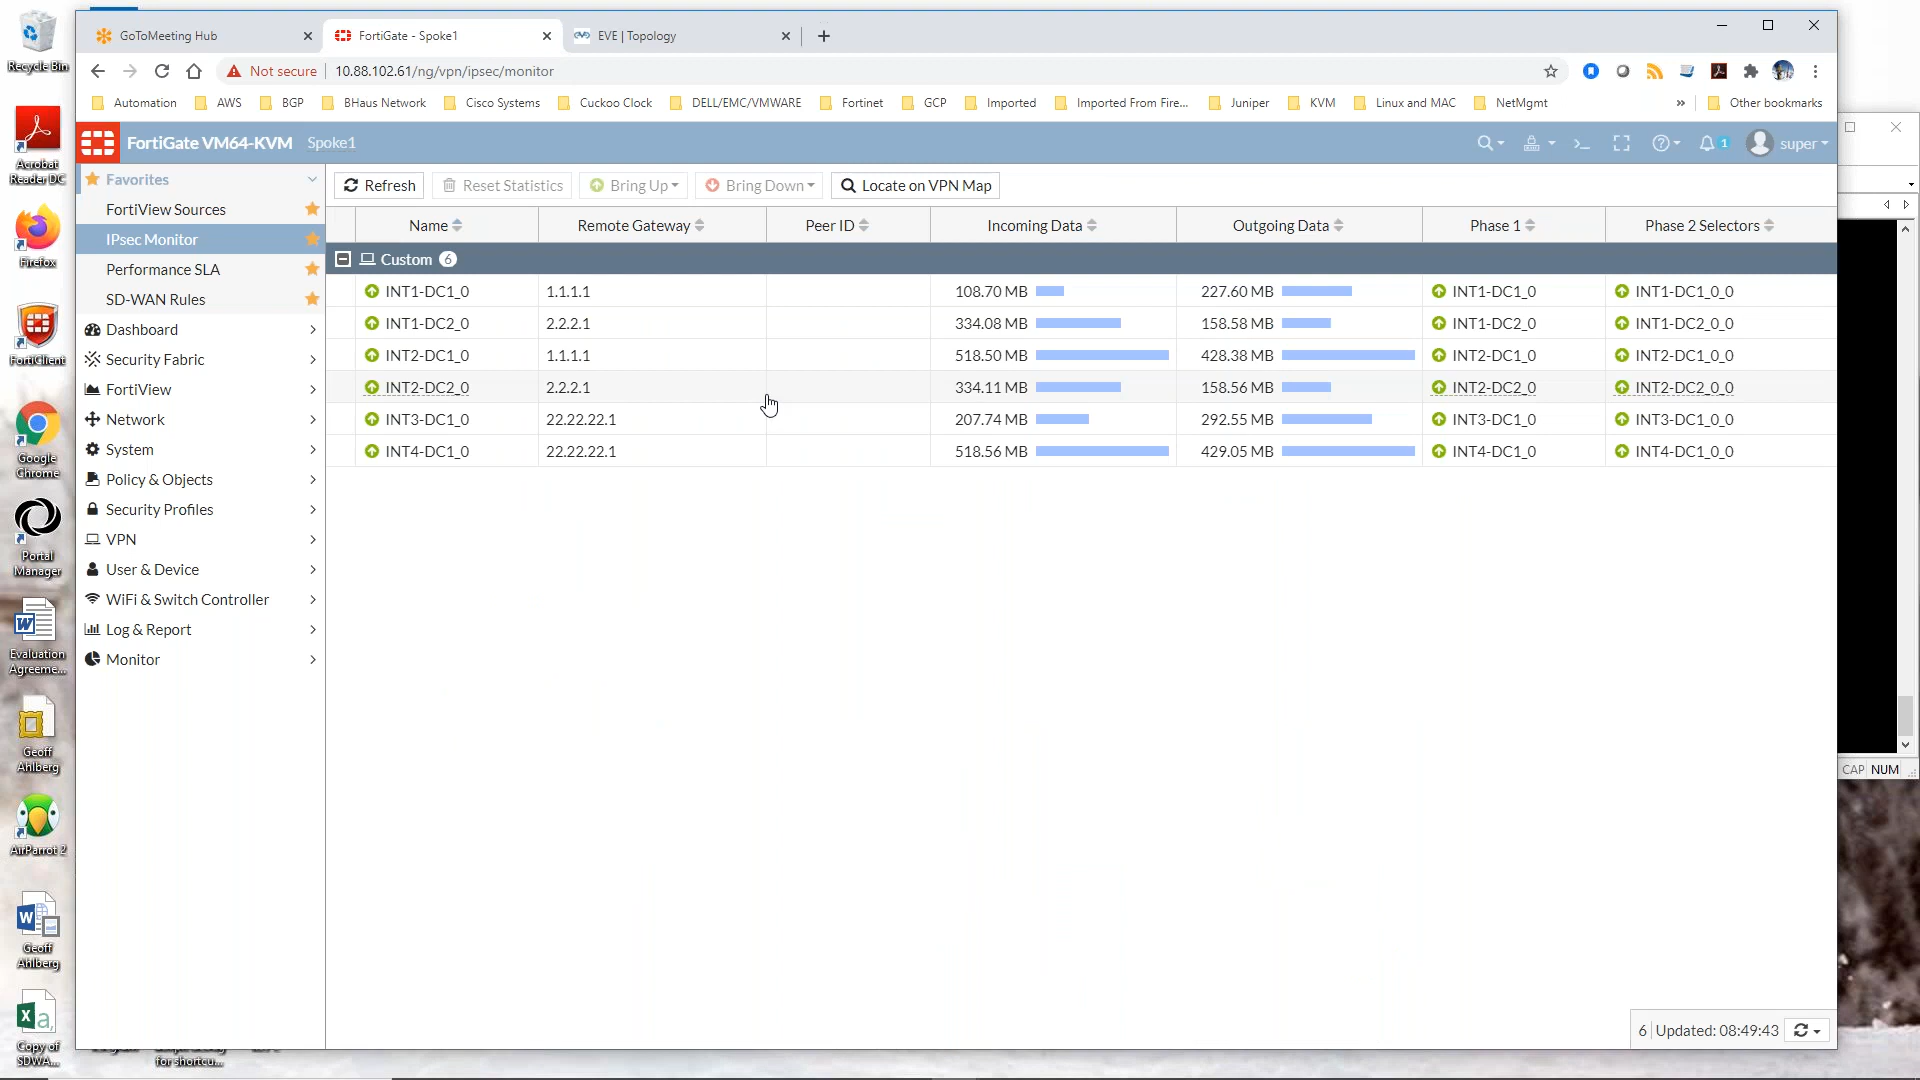 GoToMeeting Hub
FortiGate - Spoke1
EVE | Topology
Not secure
10.88.102.61/ng/vpn/ipsec/monitor
Automation AWS BGP BHaus Network Cisco Systems Cuckoo Clock DELL/EMC/VMWARE Fortinet GCP Imported Imported From Fire... Juniper KVM Linux and MAC NetMgmt » Other bookmarks
FortiGate VM64-KVM Spoke1
1 super
Favorites
FortiView Sources
IPsec Monitor
Performance SLA
SD-WAN Rules
Dashboard
Security Fabric
FortiView
Network
System
Policy & Objects
Security Profiles
VPN
User & Device
WiFi & Switch Controller
Log & Report
Monitor
Refresh Reset Statistics Bring Up Bring Down Locate on VPN Map
Name Remote Gateway Peer ID Incoming Data Outgoing Data Phase 1 Phase 2 Selectors
Custom 6
INT1-DC1_0 1.1.1.1 108.70 MB 227.60 MB INT1-DC1_0 INT1-DC1_0_0
INT1-DC2_0 2.2.2.1 334.08 MB 158.58 MB INT1-DC2_0 INT1-DC2_0_0
INT2-DC1_0 1.1.1.1 518.50 MB 428.38 MB INT2-DC1_0 INT2-DC1_0_0
INT2-DC2_0 2.2.2.1 334.11 MB 158.56 MB INT2-DC2_0 INT2-DC2_0_0
INT3-DC1_0 22.22.22.1 207.74 MB 292.55 MB INT3-DC1_0 INT3-DC1_0_0
INT4-DC1_0 22.22.22.1 518.56 MB 429.05 MB INT4-DC1_0 INT4-DC1_0_0
6 Updated: 08:49:43
CAP NUM
Recycle Bin
Acrobat
Reader DC
Firefox
FortiClient
Google
Chrome
Portal
Manager
Evaluation
Agreeme...
Geoff
Ahlberg
AirParrot 2
Geoff
Ahlberg
Copy of
SDWA...
for shortcu...